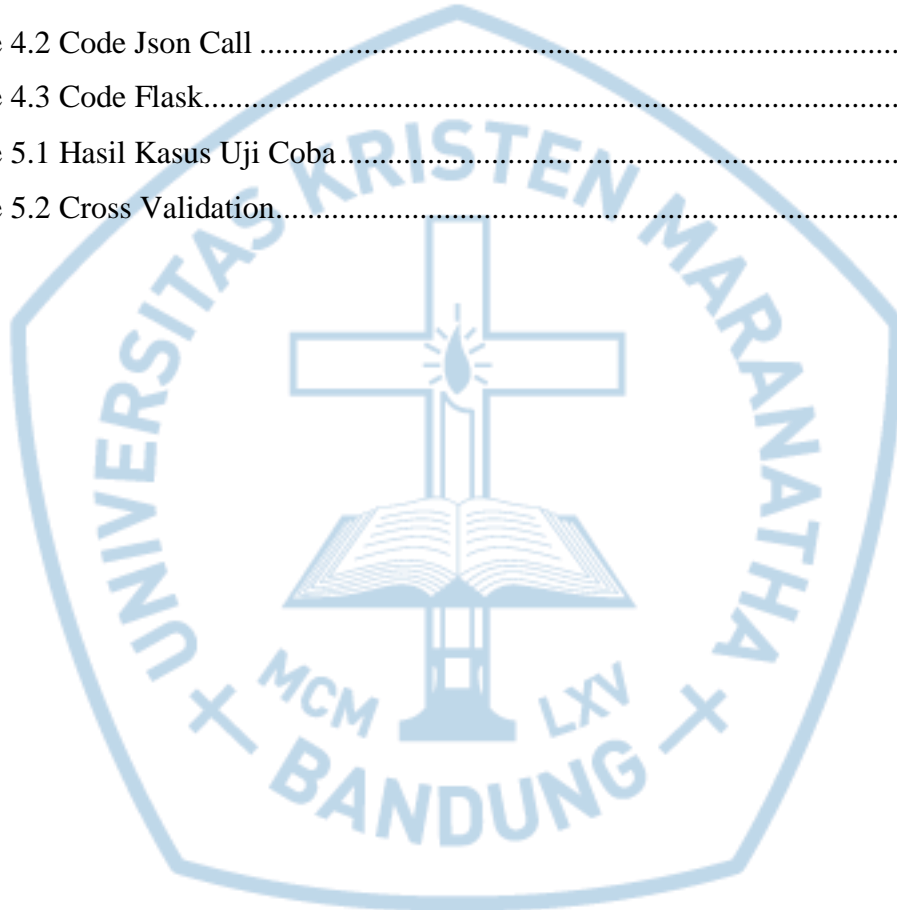 e 4.2 Code Json Call ................................................................................
e 4.3 Code Flask.......................................................................................
e 5.1 Hasil Kasus Uji Coba......................................................................
e 5.2 Cross Validation..............................................................................
UNIVERSITAS KRISTEN MARANATHA
MCM LXV
BANDUNG